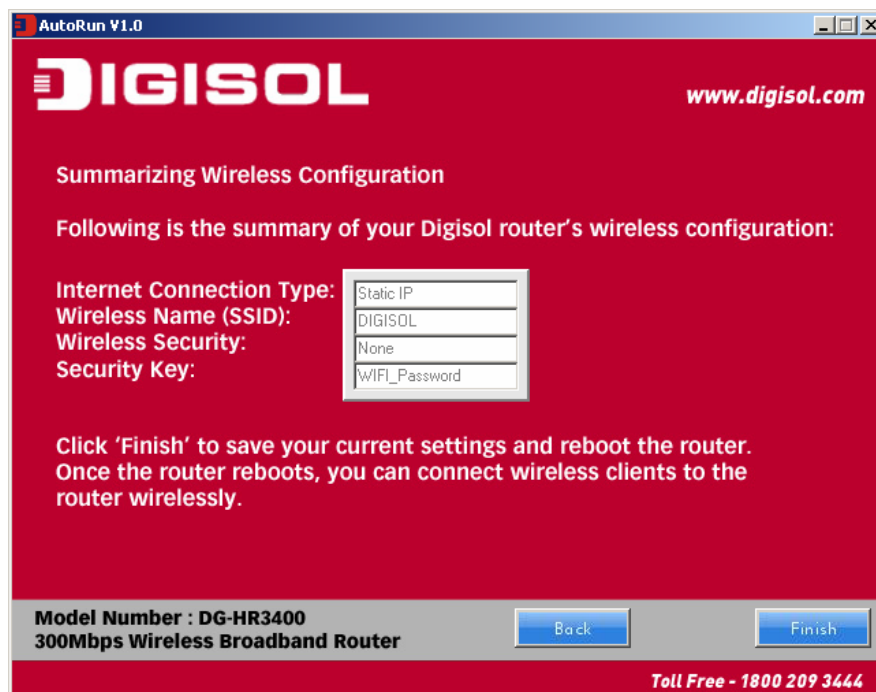 AutoRun V1.0
DIGISOL
www.digisol.com
Summarizing Wireless Configuration
Following is the summary of your Digisol router's wireless configuration:
Internet Connection Type: Static IP
Wireless Name (SSID): DIGISOL
Wireless Security: None
Security Key: WIFI_Password
Click 'Finish' to save your current settings and reboot the router.
Once the router reboots, you can connect wireless clients to the
router wirelessly.
Model Number : DG-HR3400
300Mbps Wireless Broadband Router
Back
Finish
Toll Free - 1800 209 3444